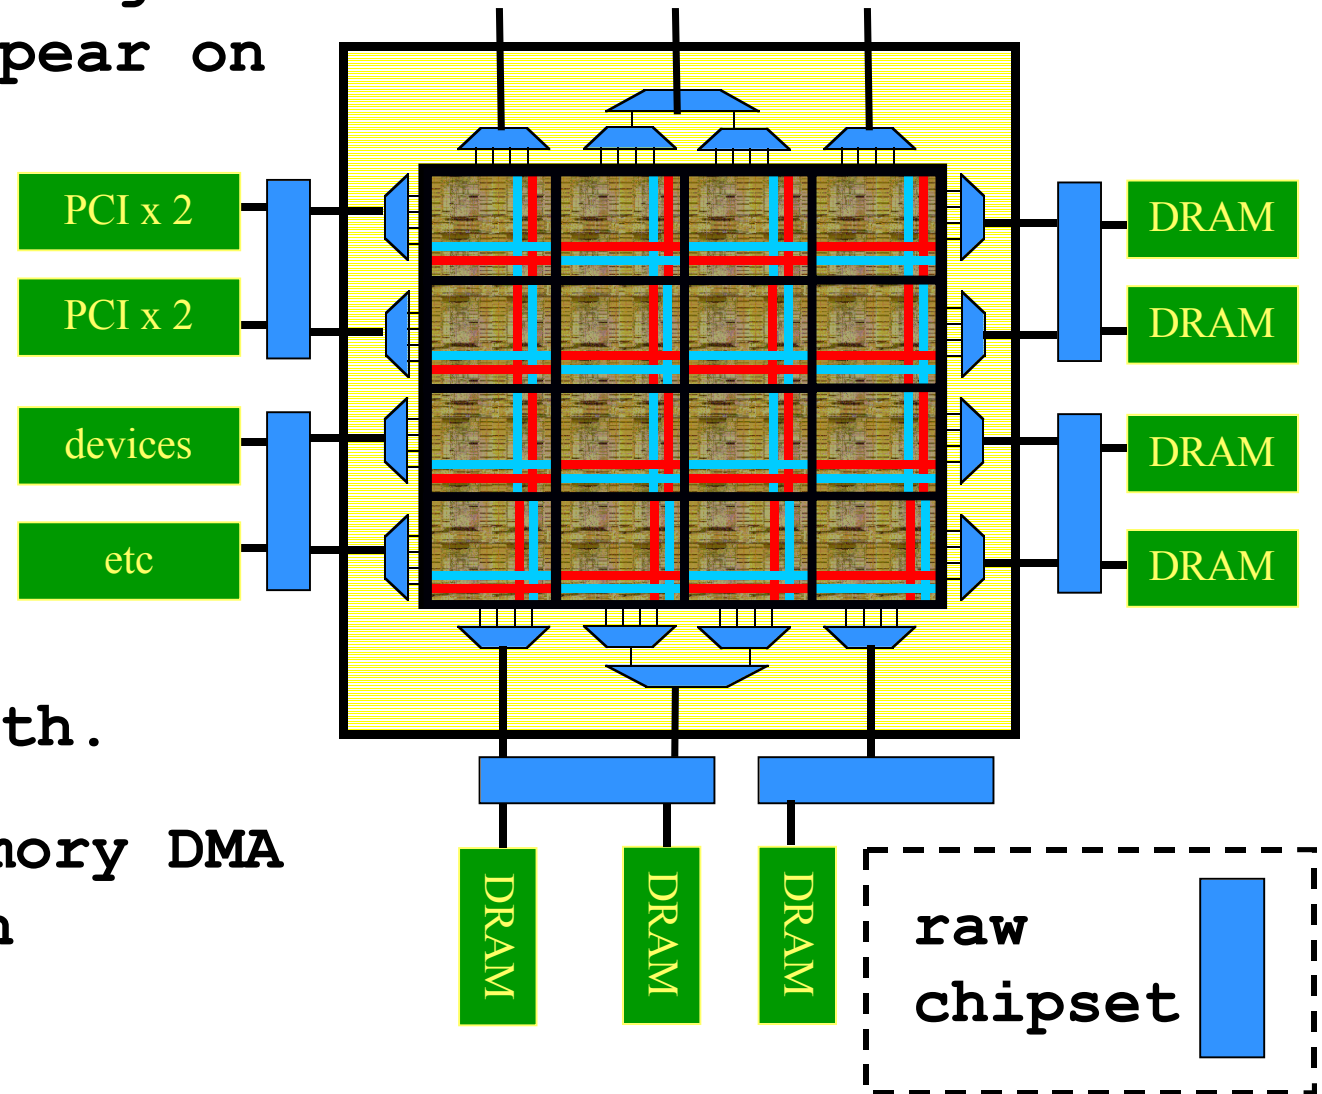 pear on
PCI x 2
DRAM
PCI x 2
DRAM
devices
DRAM
etc
DRAM
th.
mory DMA
DRAM
DRAM
DRAM
raw
chipset